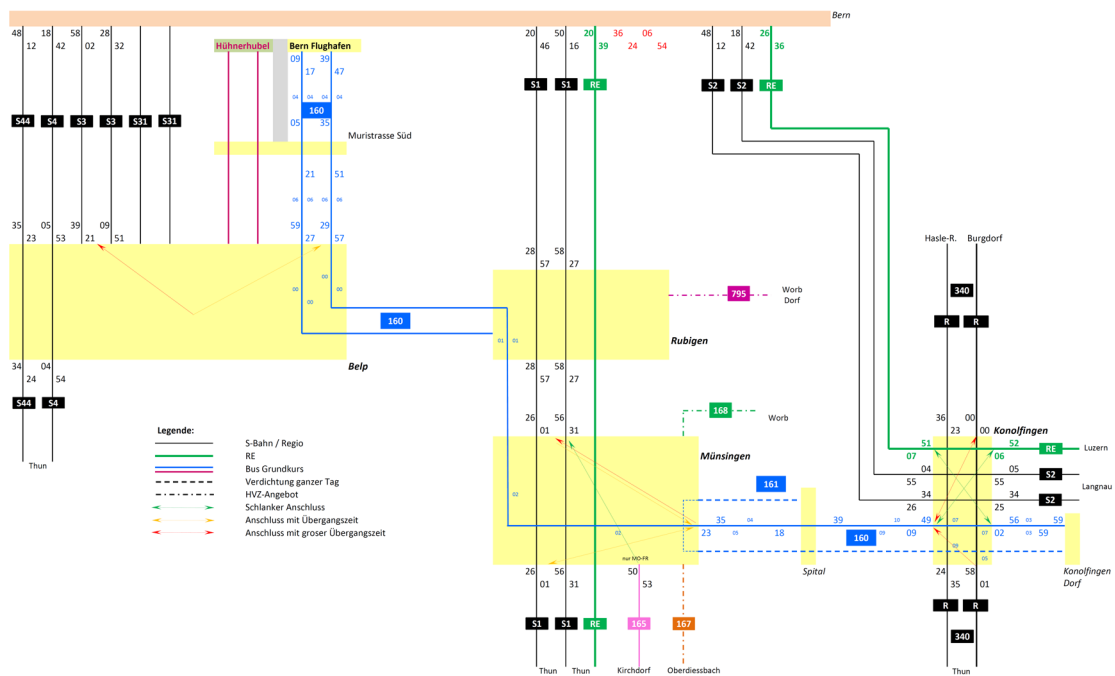 Bern
48 18 58 28 20 50 20 36 06 48 18 26
12 42 02 32 46 16 39 24 54 12 42 36
Hühnerhubel Bern Flughafen
09 39
17 47
S1 S1 RE S2 S2 RE
04 04 04 04
160
S44 S4 S3 S3 S31 S31
05 35
Muristrasse Süd
21 51
06 06 06 06
35 05 39 09 59 29
23 53 21 51 27 57
Hasle-R. Burgdorf
28 58
57 27
00 00
00 00
340
795
Worb
Dorf
160
R R
01 01
Rubigen
34 04
24 54
Belp
28 58
57 27
S44 S4
168
Worb
26 56
01 31
36 00
23 00
Konolfingen
Legende:
S-Bahn / Regio
RE
Bus Grundkurs
Verdichtung ganzer Tag
HVZ-Angebot
Schlanker Anschluss
Anschluss mit Übergangszeit
Anschluss mit groser Übergangszeit
Thun
51 52 RE Luzern
07 06
Münsingen
04 05
S2
55 55
161
Langnau
02
34 34
S2
26 25
35 39 10 49 07 56 03 59
02 23 05 18 09 09 07 02 59
160
09
nur MO-FR
05
26 56 50
01 31 53
24 58
35 01
Spital
Konolfingen
Dorf
R R
S1 S1 RE 165 167
340
Thun Thun Kirchdorf Oberdiessbach Thun